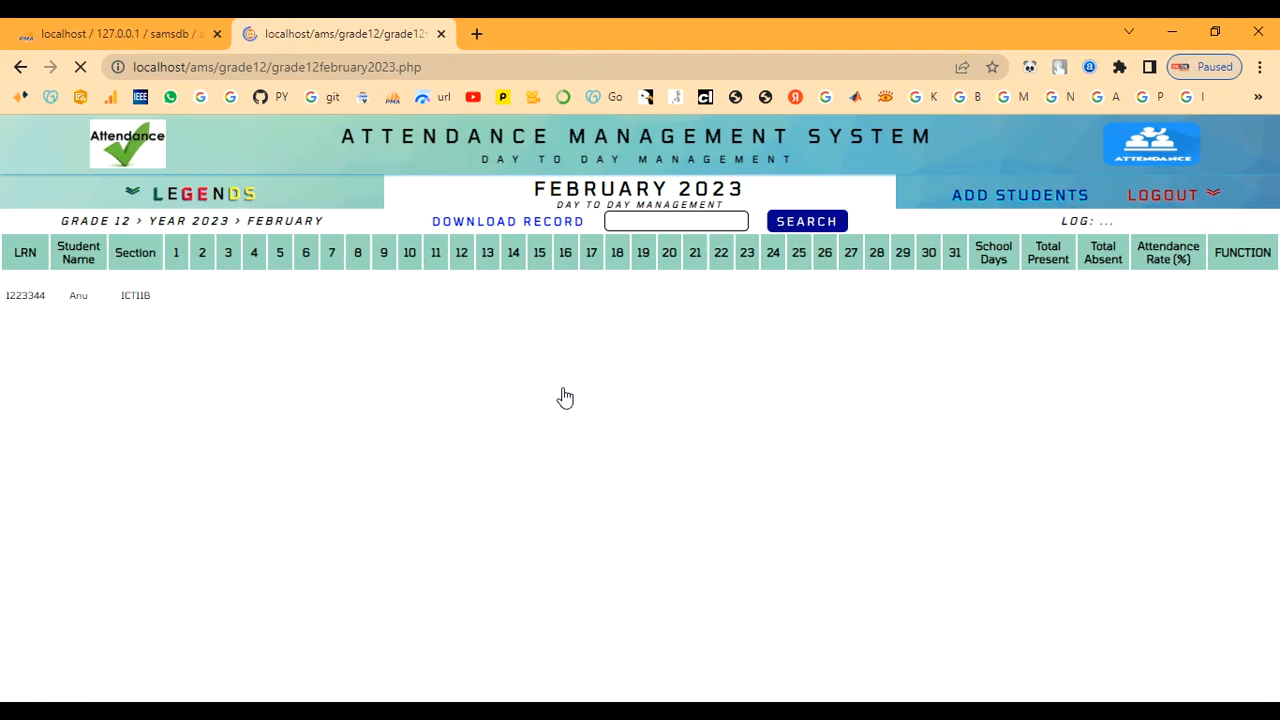 localhost / 127.0.0.1 / samsdb /
localhost/ams/grade12/grade12
localhost/ams/grade12/grade12february2023.php
Paused
IEEE G G PY G git url Go G G K G B G M G N G A G P G I »
Attendance
ATTENDANCE MANAGEMENT SYSTEM
DAY TO DAY MANAGEMENT
ATTENDANCE
LEGENDS
FEBRUARY 2023
DAY TO DAY MANAGEMENT
ADD STUDENTS LOGOUT
GRADE 12 > YEAR 2023 > FEBRUARY
DOWNLOAD RECORD SEARCH
LOG: ...
LRN Student Name Section 1 2 3 4 5 6 7 8 9 10 11 12 13 14 15 16 17 18 19 20 21 22 23 24 25 26 27 28 29 30 31 School Days Total Present Total Absent Attendance Rate (%) FUNCTION
1223344 Anu ICT11B